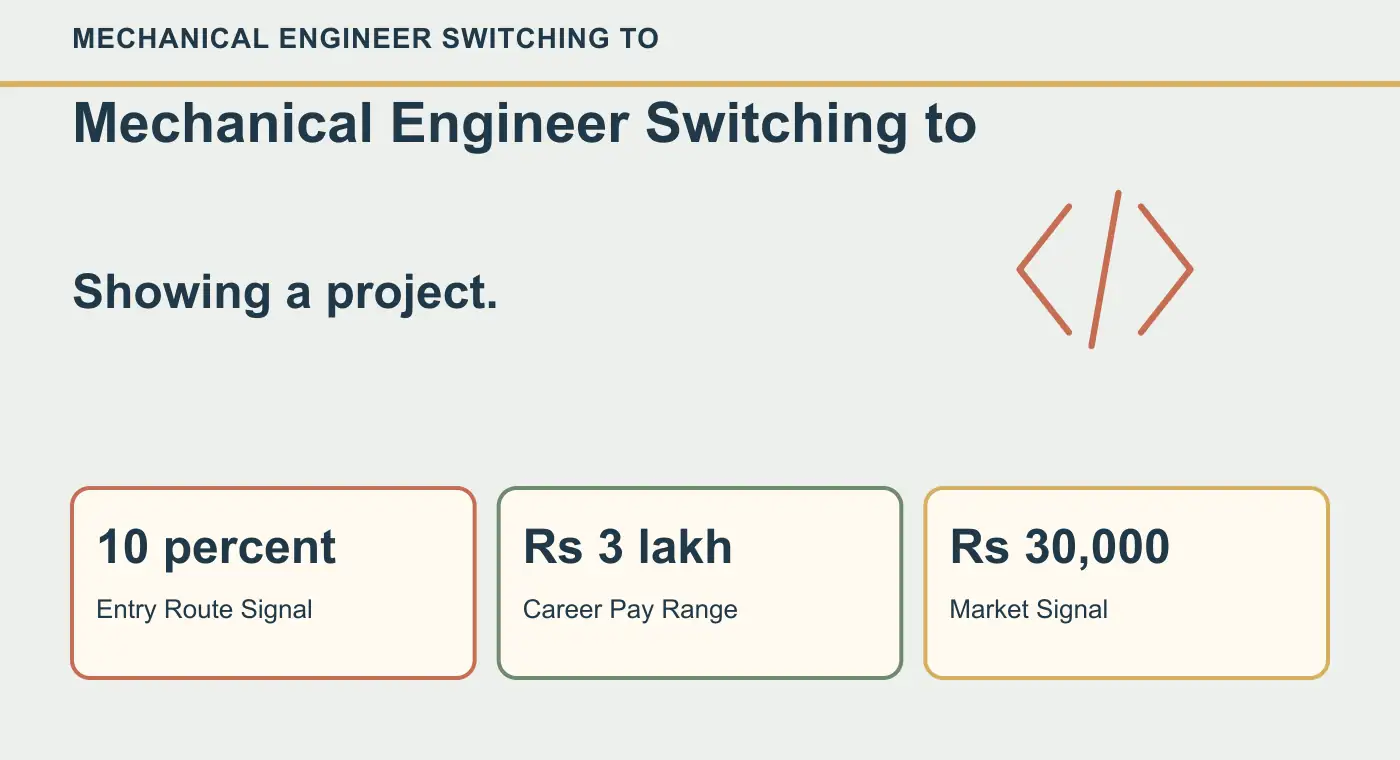 MECHANICAL ENGINEER SWITCHING TO
Mechanical Engineer Switching to
Showing a project.
10 percent
Entry Route Signal
Rs 3 lakh
Career Pay Range
Rs 30,000
Market Signal